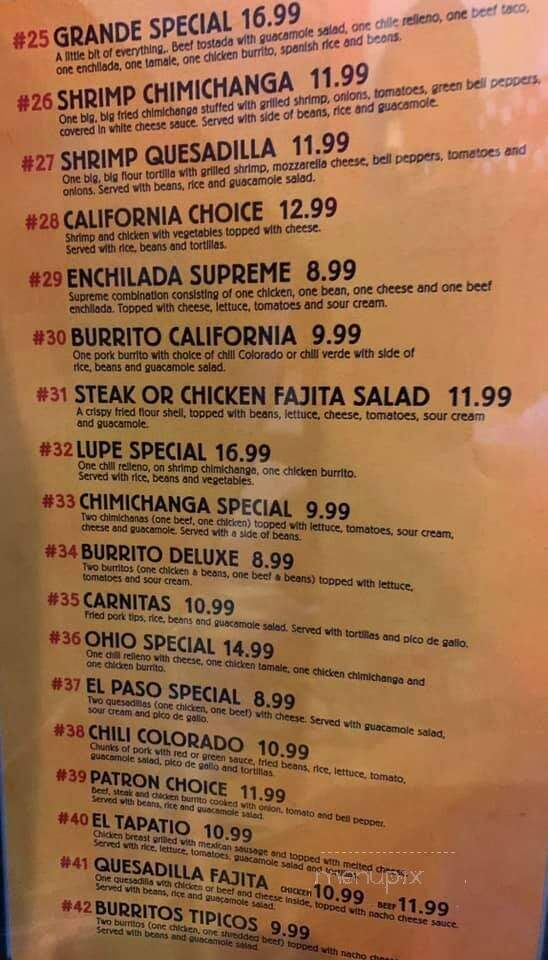 #25 GRANDE SPECIAL 16.99
A little bit of everything,. Beef tostada with guacamole salad, one chile relleno, one beef taco,
one enchilada, one tamale, one chicken burrito, spanish rice and beans.
#26 SHRIMP CHIMICHANGA 11.99
One big, big fried chimichanga stuffed with grilled shrimp, onions, tomatoes, green bell peppers,
covered in white cheese sauce. Served with side of beans, rice and guacamole.
#27 SHRIMP QUESADILLA 11.99
One big, big flour tortilla with grilled shrimp, mozzarella cheese, bell peppers, tomatoes and
onions. Served with beans, rice and guacamole salad.
#28 CALIFORNIA CHOICE 12.99
Shrimp and chicken with vegetables topped with cheese.
Served with rice, beans and tortillas.
#29 ENCHILADA SUPREME 8.99
Supreme combination consisting of one chicken, one bean, one cheese and one beef
enchilada. Topped with cheese, lettuce, tomatoes and sour cream.
#30 BURRITO CALIFORNIA 9.99
One pork burrito with choice of chili Colorado or chili verde with side of
rice, beans and guacamole salad.
#31 STEAK OR CHICKEN FAJITA SALAD 11.99
A crispy fried flour shell, topped with beans, lettuce, cheese, tomatoes, sour cream
and guacamole.
#32 LUPE SPECIAL 16.99
One chili relleno, on shrimp chimichanga, one chicken burrito.
Served with rice, beans and vegetables.
#33 CHIMICHANGA SPECIAL 9.99
Two chimichanas (one beef, one chicken) topped with lettuce, tomatoes, sour cream,
cheese and guacamole. Served with a side of beans.
#34 BURRITO DELUXE 8.99
Two burritos (one chicken & beans, one beef & beans) topped with lettuce,
tomatoes and sour cream.
#35 CARNITAS 10.99
Fried pork tips, rice, beans and guacamole salad. Served with tortillas and pico de gallo.
#36 OHIO SPECIAL 14.99
One chili relleno with cheese, one chicken tamale, one chicken chimichanga and
one chicken burrito.
#37 EL PASO SPECIAL 8.99
Two quesadillas (one chicken, one beef) with cheese. Served with guacamole salad,
sour cream and pico de gallo.
#38 CHILI COLORADO 10.99
Chunks of pork with red or green sauce, fried beans, rice, lettuce, tomato,
guacamole salad, pico de gallo and tortillas.
#39 PATRON CHOICE 11.99
Beef, steak and chicken burrito cooked with onion, tomato and bell pepper.
Served with beans, rice and guacamole salad.
#40 EL TAPATIO 10.99
Chicken breast grilled with mexican sausage and topped with melted cheese.
Served with rice, lettuce, tomatoes, guacamole salad and
menupix
#41 QUESADILLA FAJITA CHICKEN 10.99 BEEF 11.99
One quesadilla with chicken or beef and cheese inside, topped with nacho cheese sauce.
Served with beans, rice and guacamole salad.
#42 BURRITOS TIPICOS 9.99
Two burritos (one chicken, one shredded beef) topped with nacho
Served with beans and guacamole salad.